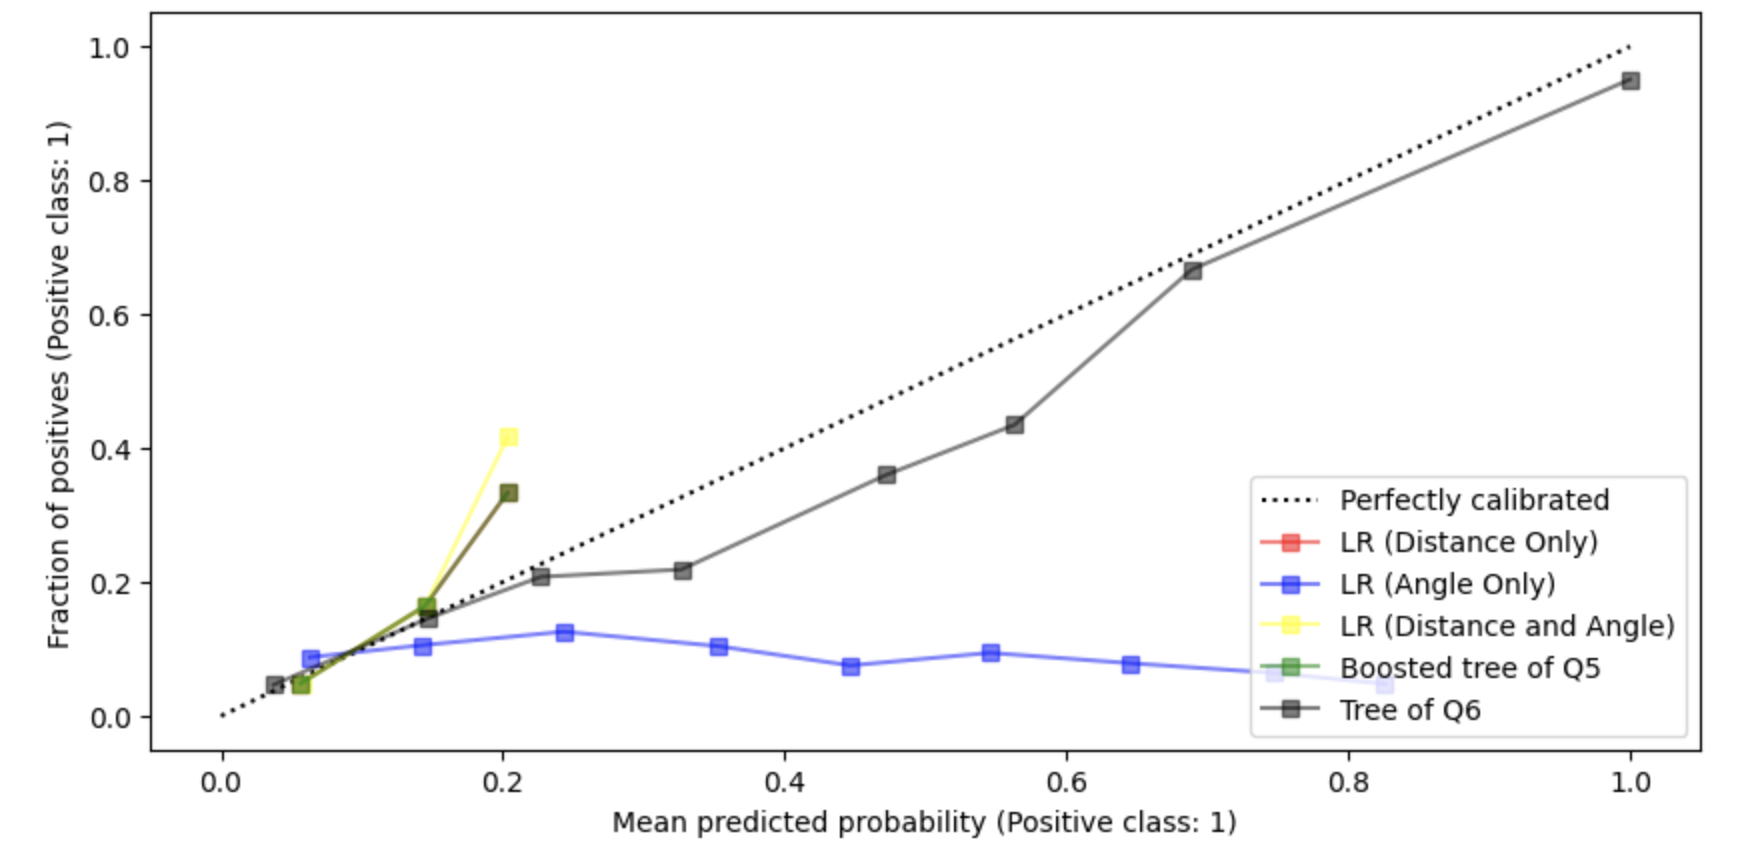 1.0
0.8
0.6
0.4
0.2
0.0
Fraction of positives (Positive class: 1)
0.0 0.2 0.4 0.6 0.8 1.0
Mean predicted probability (Positive class: 1)
Perfectly calibrated
LR (Distance Only)
LR (Angle Only)
LR (Distance and Angle)
Boosted tree of Q5
Tree of Q6